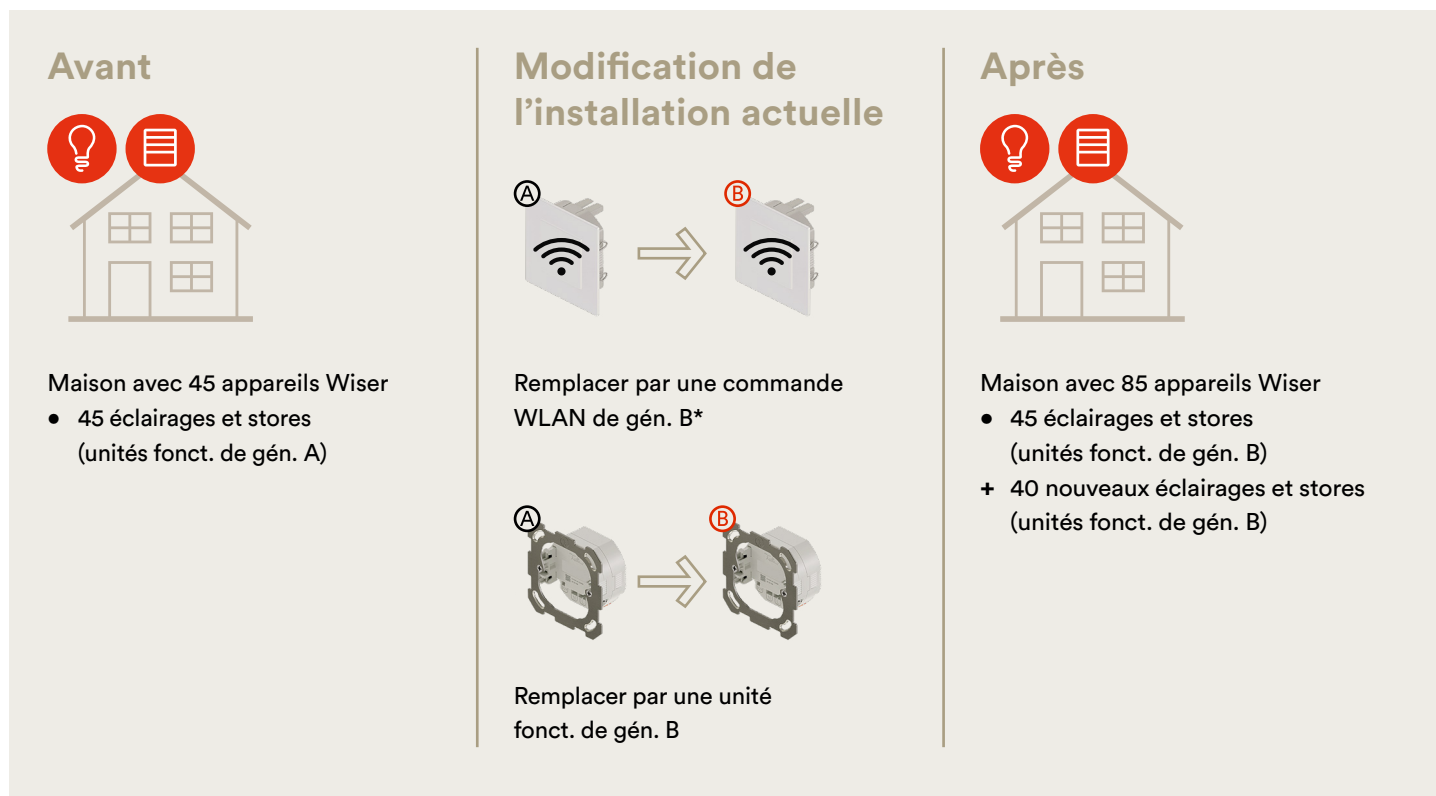 Avant
Maison avec 45 appareils Wiser
• 45 éclairages et stores
(unités fonct. de gén. A)
Modification de
l’installation actuelle
A
B
Remplacer par une commande
WLAN de gén. B*
A
B
Remplacer par une unité
fonct. de gén. B
Après
Maison avec 85 appareils Wiser
• 45 éclairages et stores
(unités fonct. de gén. B)
+ 40 nouveaux éclairages et stores
(unités fonct. de gén. B)